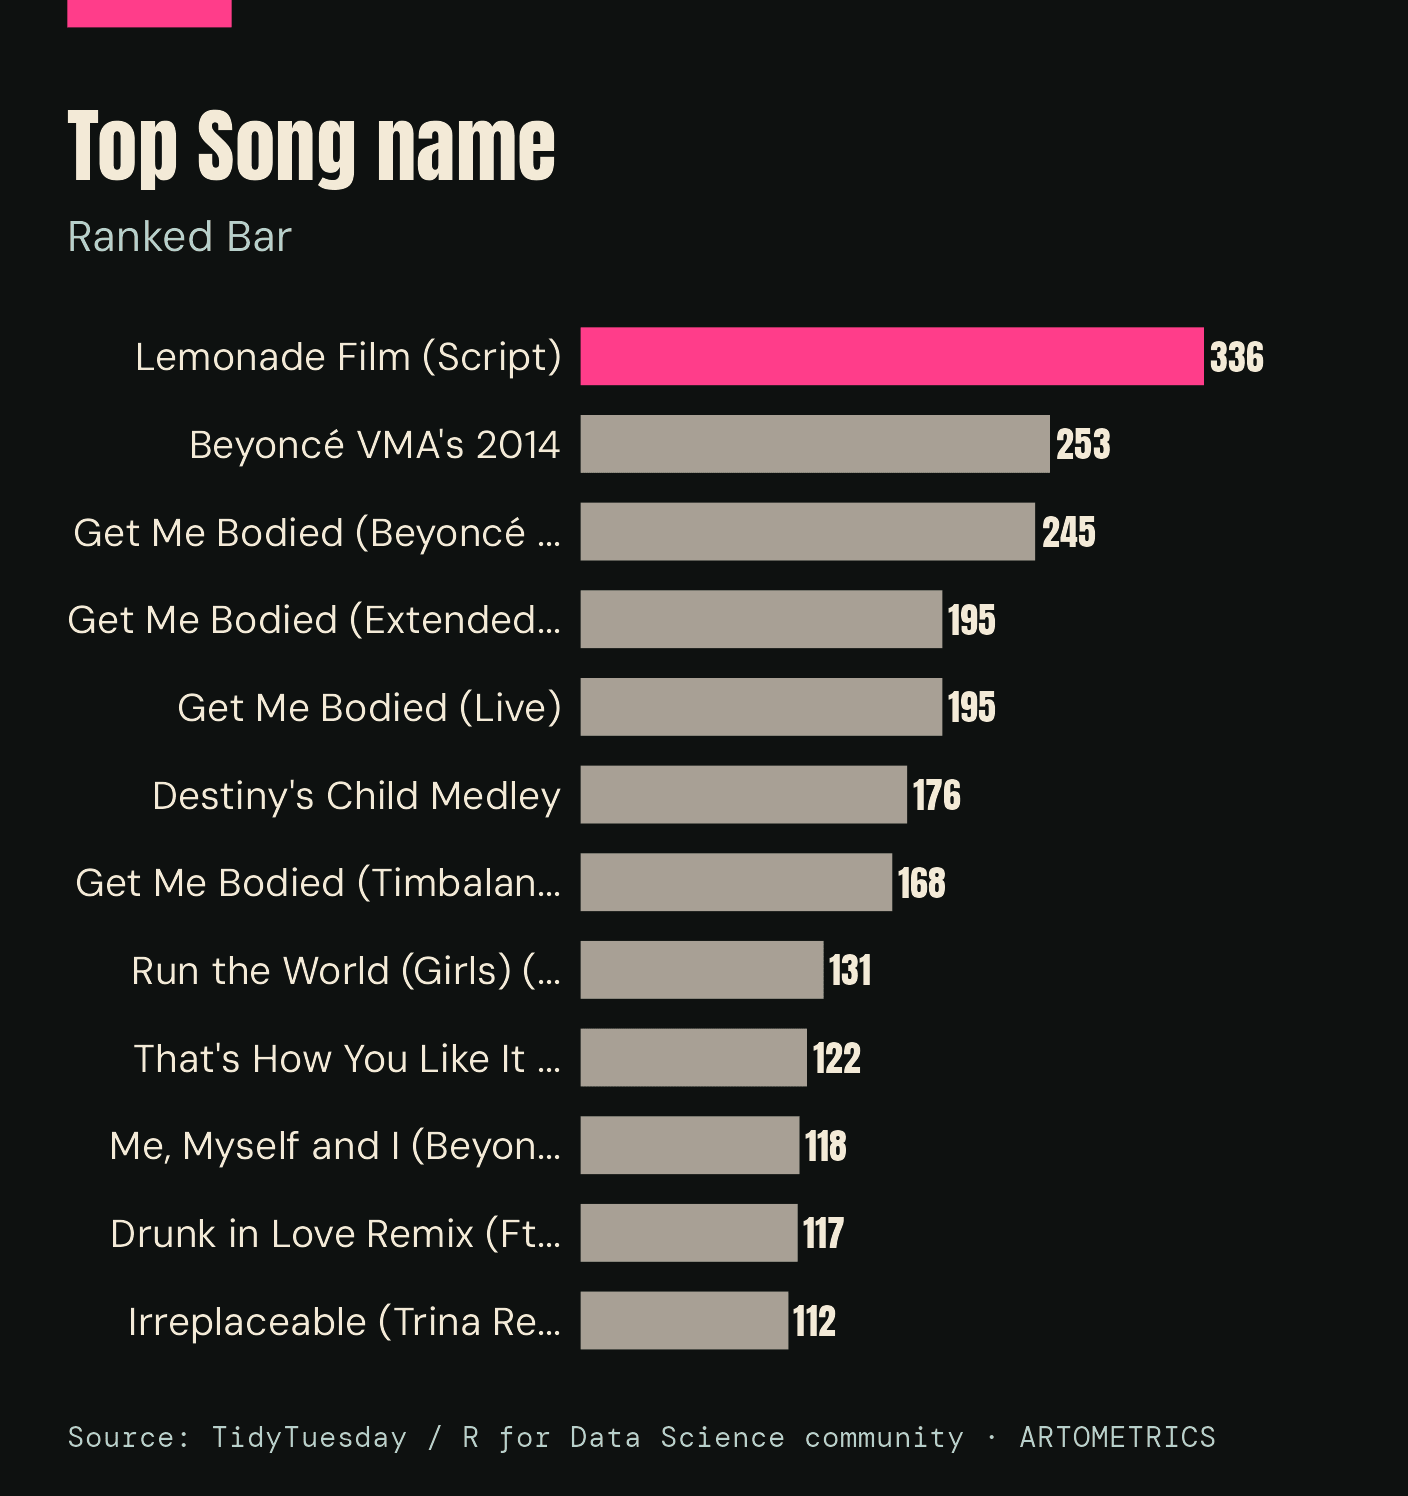 Top Song name
Ranked Bar
Lemonade Film (Script) 336
Beyoncé VMA's 2014 253
Get Me Bodied (Beyoncé ... 245
Get Me Bodied (Extended... 195
Get Me Bodied (Live) 195
Destiny's Child Medley 176
Get Me Bodied (Timbalan... 168
Run the World (Girls) (... 131
That's How You Like It ... 122
Me, Myself and I (Beyon... 118
Drunk in Love Remix (Ft... 117
Irreplaceable (Trina Re... 112
Source: TidyTuesday / R for Data Science community · ARTOMETRICS